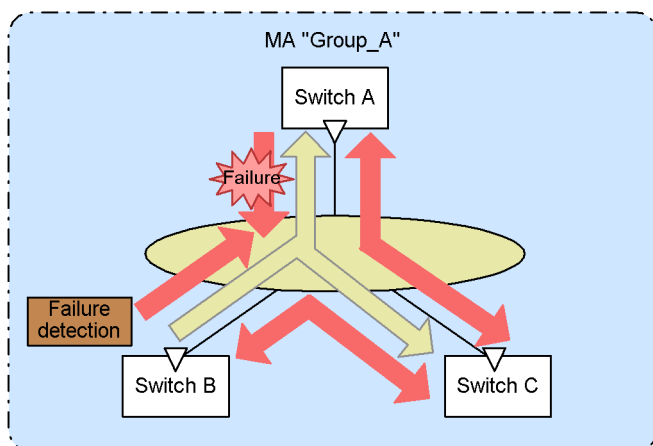 MA "Group_A"
Switch A
Failure
Failure
detection
Switch B
Switch C